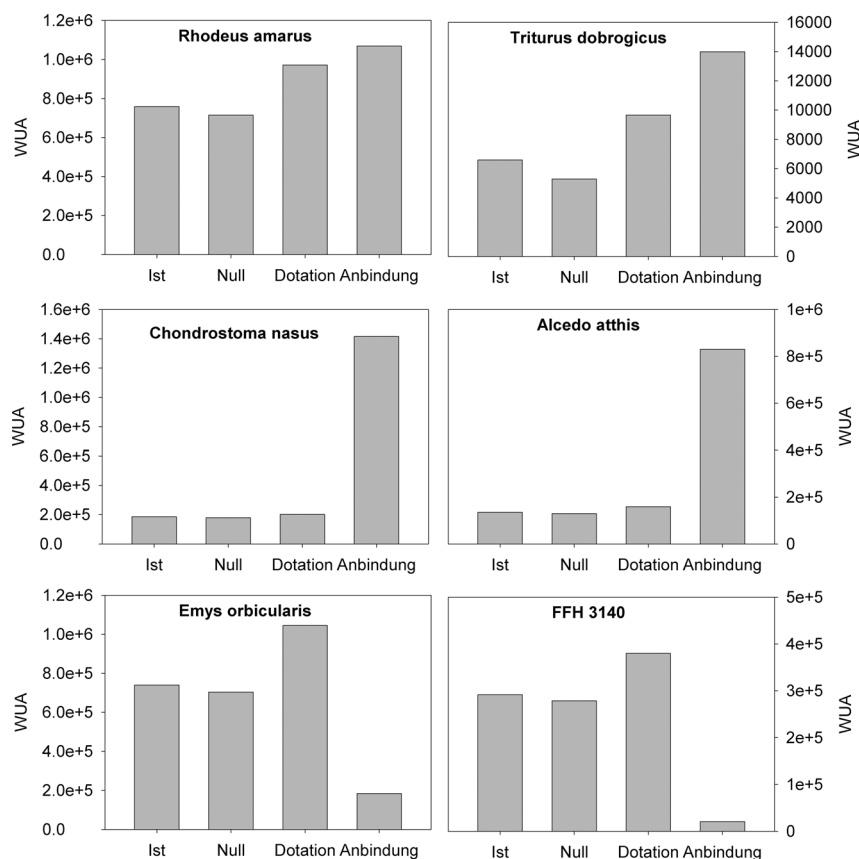 Rhodeus amarus
WUA
1.2e+6
1.0e+6
8.0e+5
6.0e+5
4.0e+5
2.0e+5
0.0
Ist Null Dotation Anbindung
Triturus dobrogicus
16000
14000
12000
10000
8000
6000
4000
2000
0
WUA
Ist Null Dotation Anbindung
Chondrostoma nasus
WUA
1.6e+6
1.4e+6
1.2e+6
1.0e+6
8.0e+5
6.0e+5
4.0e+5
2.0e+5
0.0
Ist Null Dotation Anbindung
Alcedo atthis
1e+6
8e+5
6e+5
4e+5
2e+5
0
WUA
Ist Null Dotation Anbindung
Emys orbicularis
WUA
1.2e+6
1.0e+6
8.0e+5
6.0e+5
4.0e+5
2.0e+5
0.0
Ist Null Dotation Anbindung
FFH 3140
5e+5
4e+5
3e+5
2e+5
1e+5
0
WUA
Ist Null Dotation Anbindung